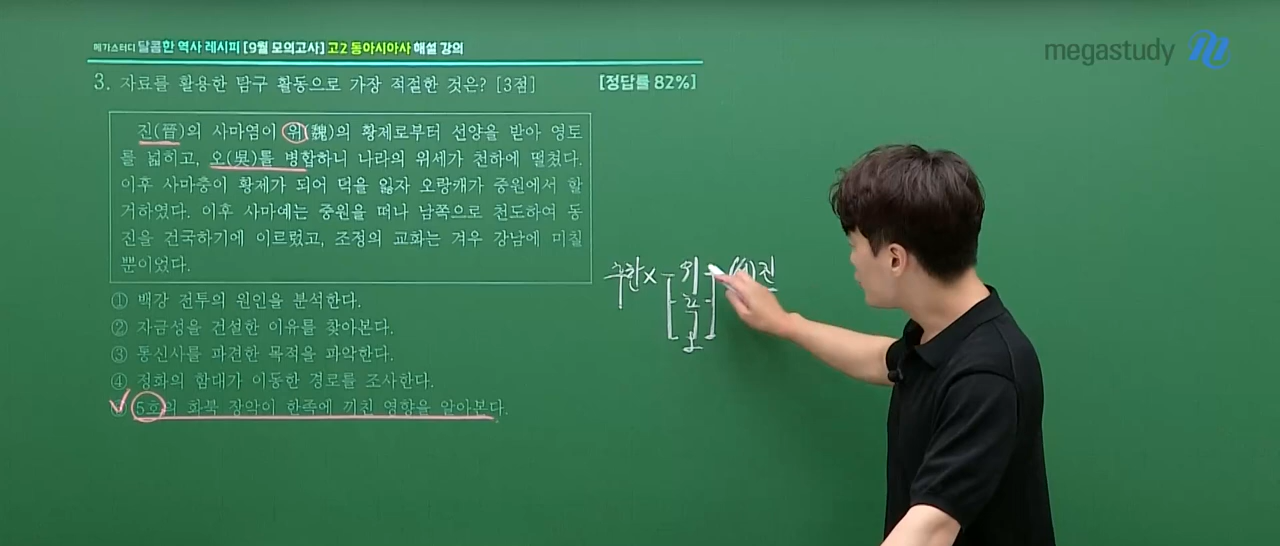 메가스터디 달콤한 역사 레시피 [9월 모의고사] 고2 동아시아사 해설 강의
megastudy
3. 자료를 활용한 탐구 활동으로 가장 적절한 것은? [3점]
[정답률 82%]
진(晉)의 사마염이 위(魏)의 황제로부터 선양을 받아 영토
를 넓히고, 오(吳)를 병합하니 나라의 위세가 천하에 떨쳤다.
이후 사마충이 황제가 되어 덕을 잃자 오랑캐가 중원에서 할
거하였다. 이후 사마예는 중원을 떠나 남쪽으로 천도하여 동
진을 건국하기에 이르렀고, 조정의 교화는 겨우 강남에 미칠
뿐이었다.
① 백강 전투의 원인을 분석한다.
② 자금성을 건설한 이유를 찾아본다.
③ 통신사를 파견한 목적을 파악한다.
④ 정화의 함대가 이동한 경로를 조사한다.
⑤ 5호의 화북 장악이 한족에 끼친 영향을 알아본다.
위 진
촉
오